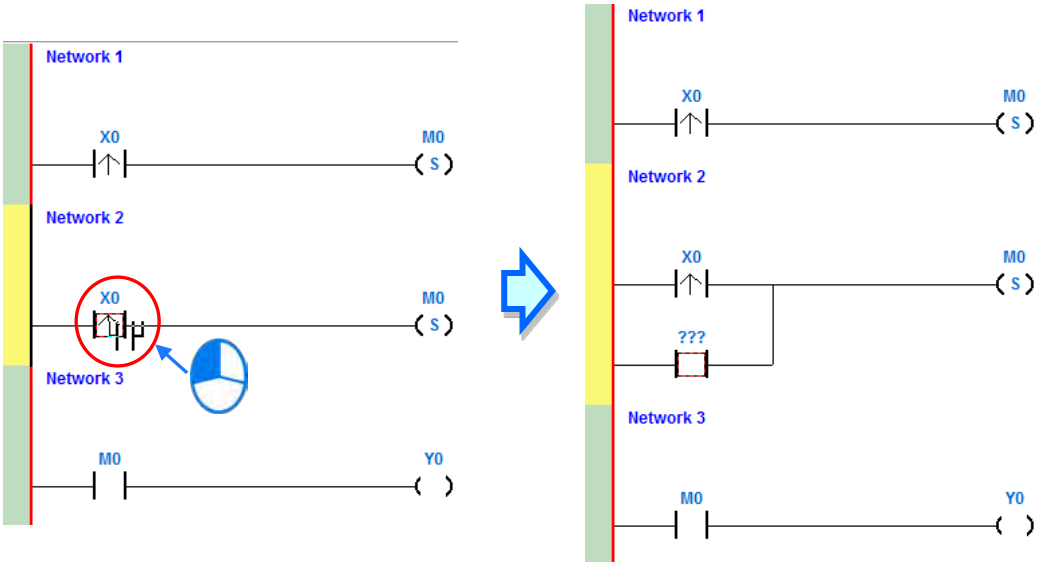 Network 1
X0 M0
S
Network 2
X0 M0
S
Network 3
M0 Y0
Network 1
X0 M0
S
Network 2
X0 M0
S
???
Network 3
M0 Y0